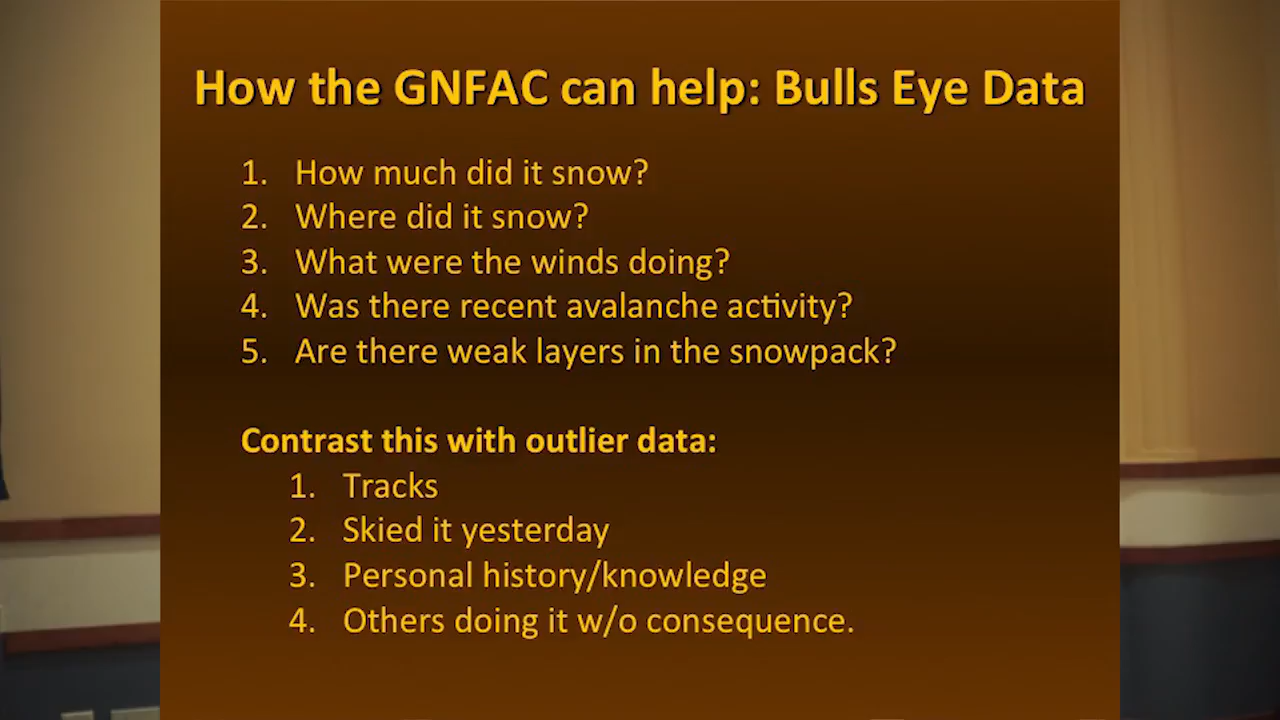 How the GNFAC can help: Bulls Eye Data
1. How much did it snow?
2. Where did it snow?
3. What were the winds doing?
4. Was there recent avalanche activity?
5. Are there weak layers in the snowpack?
Contrast this with outlier data:
1. Tracks
2. Skied it yesterday
3. Personal history/knowledge
4. Others doing it w/o consequence.